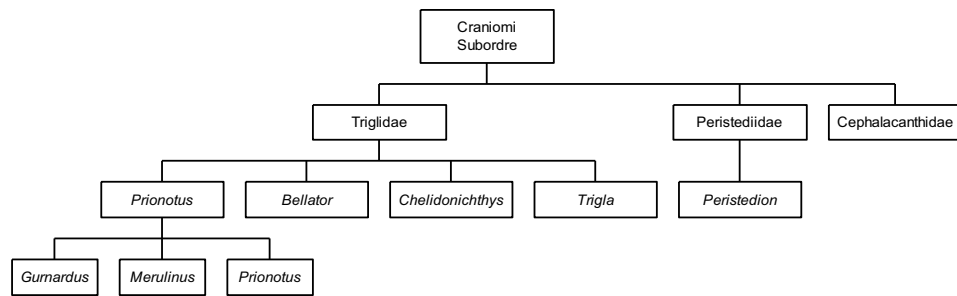 Craniomi
Subordre
Triglidae
Peristediidae
Cephalacanthidae
Prionotus
Bellator
Chelidonichthys
Trigla
Peristedion
Gurnardus
Merulinus
Prionotus